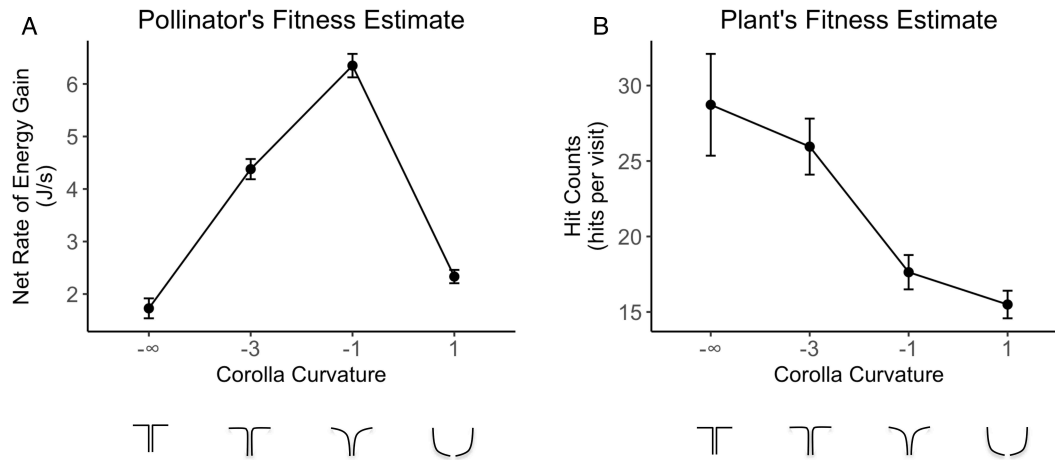 A
Pollinator's Fitness Estimate
Net Rate of Energy Gain
(J/s)
6
5
4
3
2
-∞
-3
-1
1
Corolla Curvature
B
Plant's Fitness Estimate
Hit Counts
(hits per visit)
30
25
20
15
-∞
-3
-1
1
Corolla Curvature